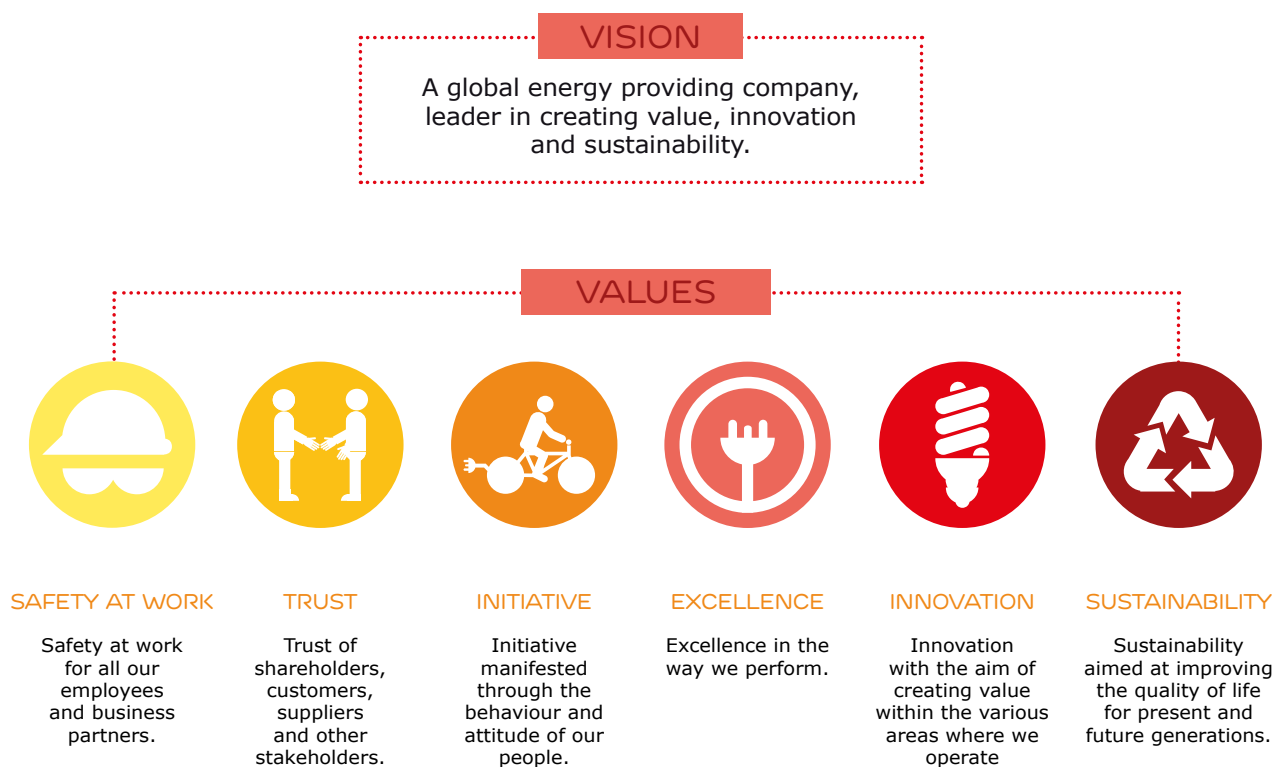 VISION
A global energy providing company,
leader in creating value, innovation
and sustainability.
VALUES
SAFETY AT WORK
Safety at work
for all our
employees
and business
partners.
TRUST
Trust of
shareholders,
customers,
suppliers
and other
stakeholders.
INITIATIVE
Initiative
manifested
through the
behaviour and
attitude of our
people.
EXCELLENCE
Excellence in the
way we perform.
INNOVATION
Innovation
with the aim of
creating value
within the various
areas where we
operate
SUSTAINABILITY
Sustainability
aimed at improving
the quality of life
for present and
future generations.